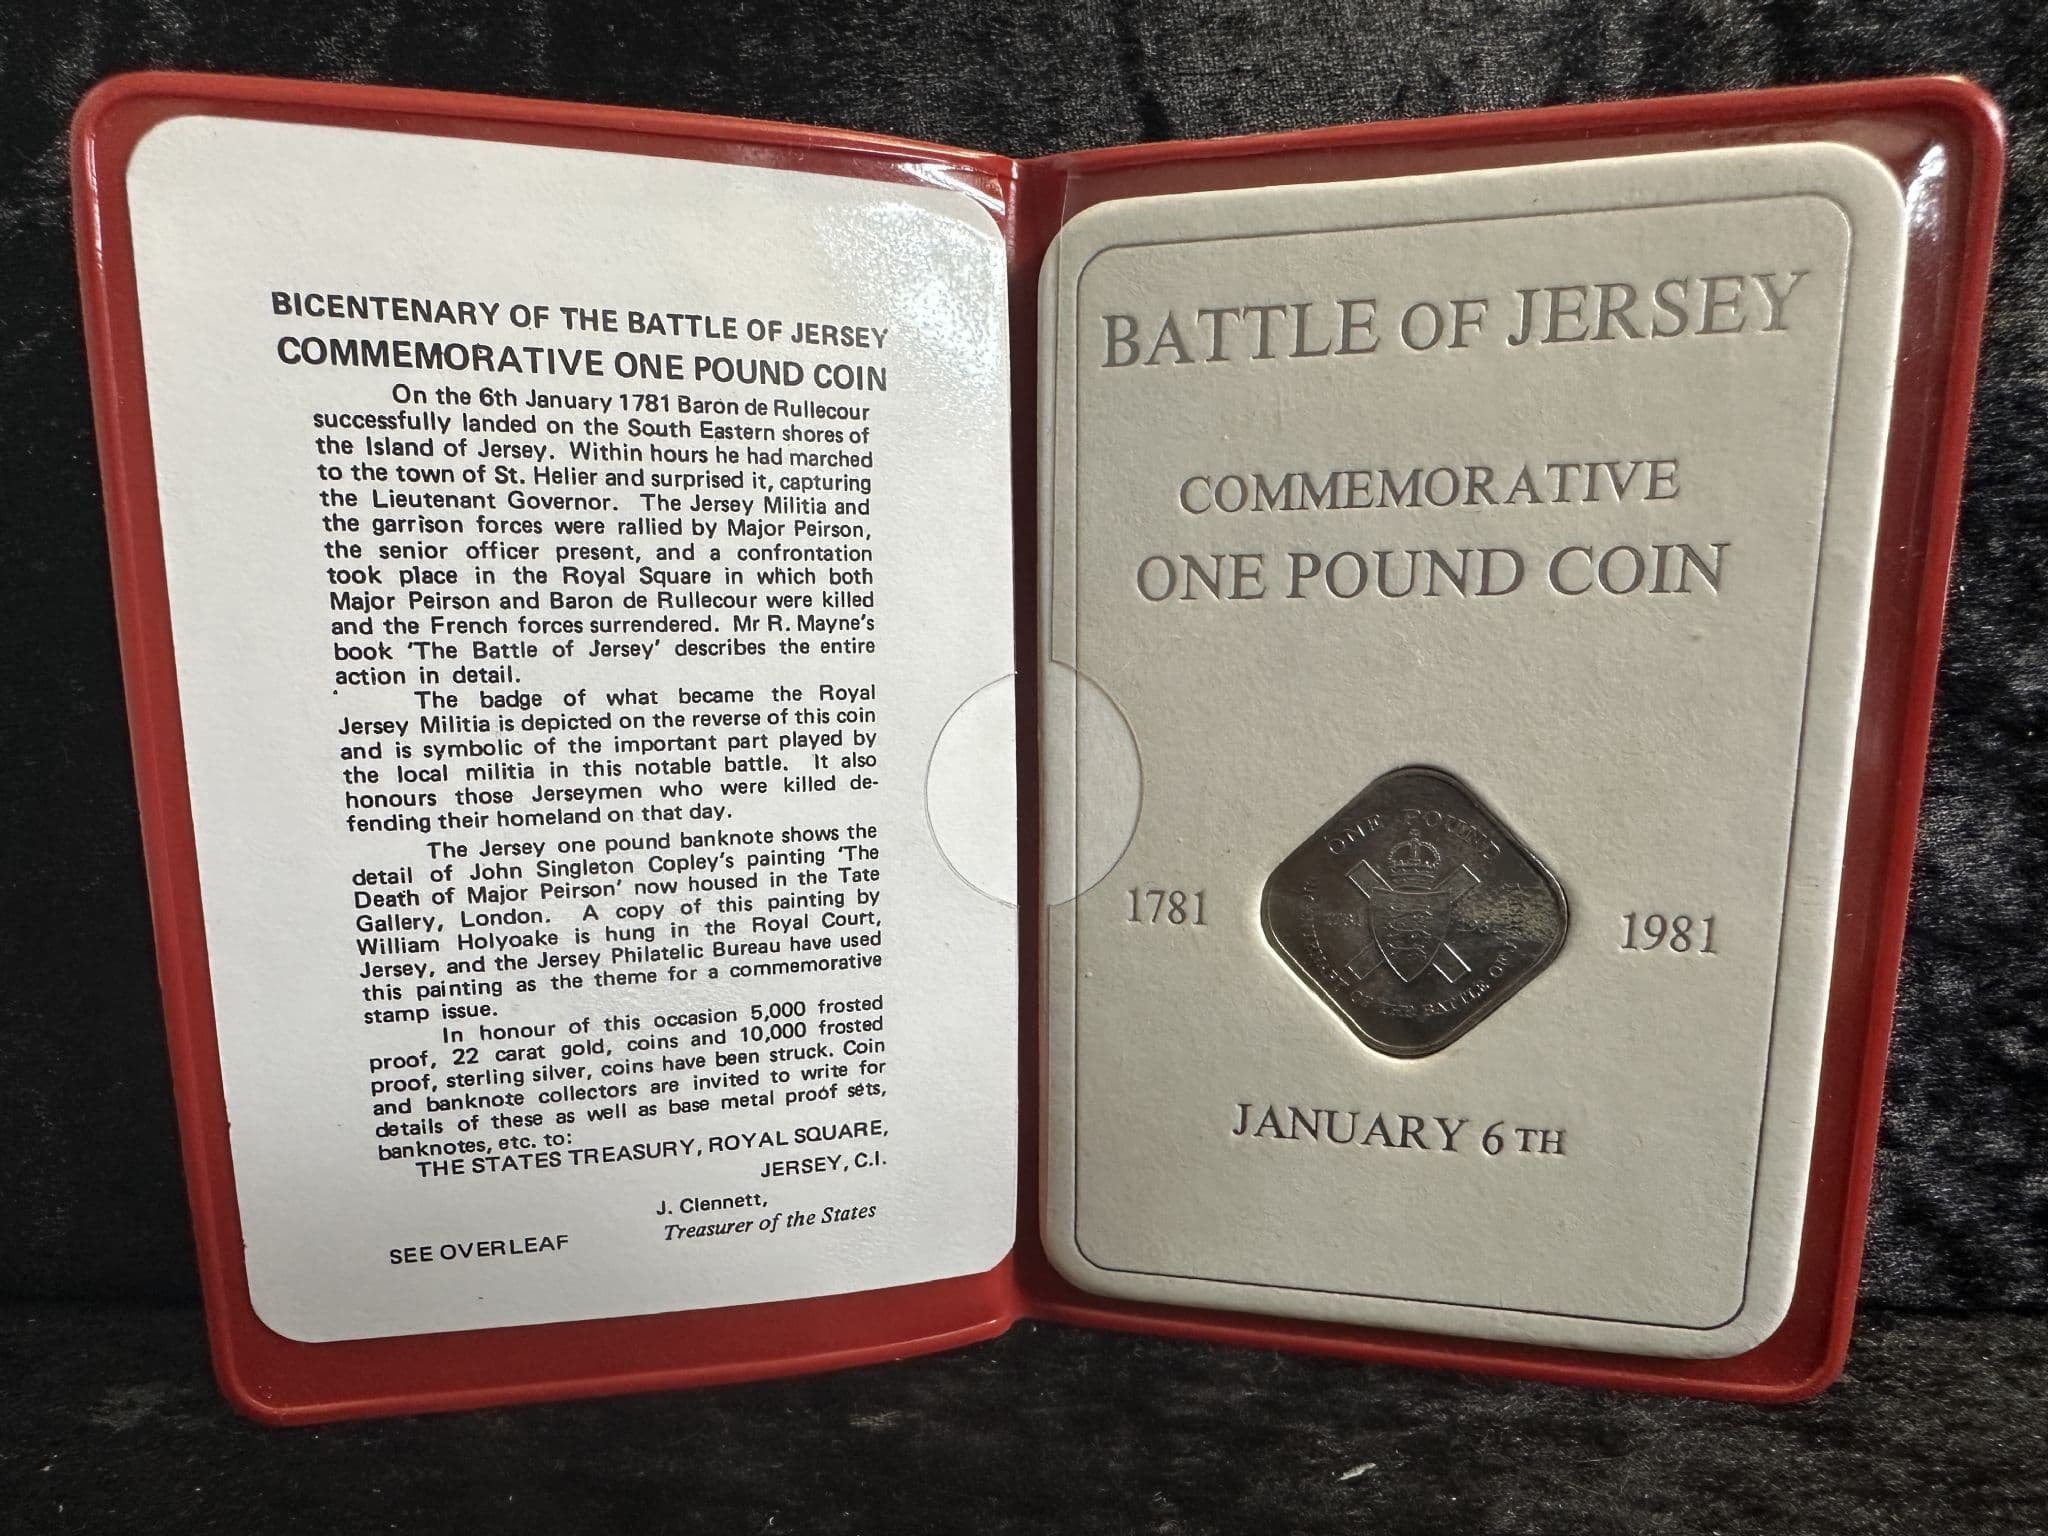 BICENTENARY OF THE BATTLE OF JERSEY
COMMEMORATIVE ONE POUND COIN
On the 6th January 1781 Baron de Rullecour
successfully landed on the South Eastern shores of
the Island of Jersey. Within hours he had marched
to the town of St. Helier and surprised it, capturing
the Lieutenant Governor. The Jersey Militia and
the garrison forces were rallied by Major Peirson,
the senior officer present, and a confrontation
took place in the Royal Square in which both
Major Peirson and Baron de Rullecour were killed
and the French forces surrendered. Mr R. Mayne's
book 'The Battle of Jersey' describes the entire
action in detail.
The badge of what became the Royal
Jersey Militia is depicted on the reverse of this coin
and is symbolic of the important part played by
the local militia in this notable battle. It also
honours those Jerseymen who were killed de-
fending their homeland on that day.
The Jersey one pound banknote shows the
detail of John Singleton Copley's painting 'The
Death of Major Peirson' now housed in the Tate
Gallery, London. A copy of this painting by
William Holyoake is hung in the Royal Court,
Jersey, and the Jersey Philatelic Bureau have used
this painting as the theme for a commemorative
stamp issue.
In honour of this occasion 5,000 frosted
proof, 22 carat gold, coins and 10,000 frosted
proof, sterling silver, coins have been struck. Coin
and banknote collectors are invited to write for
details of these as well as base metal proof sets,
banknotes, etc. to:
THE STATES TREASURY, ROYAL SQUARE,
JERSEY, C.I.
J. Clennett,
Treasurer of the States
SEE OVERLEAF
BATTLE OF JERSEY
COMMEMORATIVE
ONE POUND COIN
1781
ONE POUND
OF THE BATTLE OF
1981
JANUARY 6TH